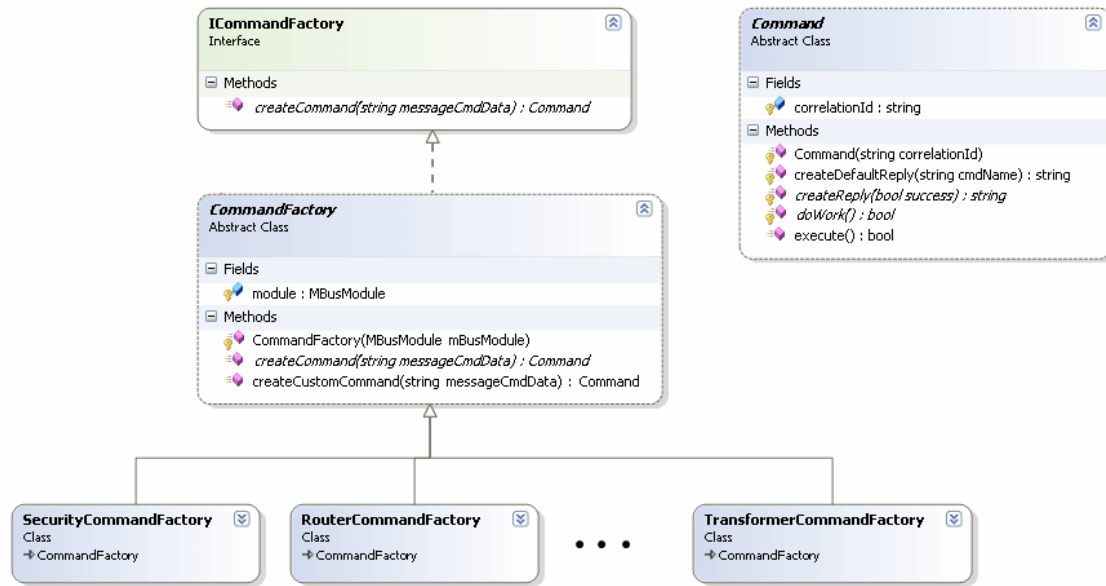 ICommandFactory
Interface
Methods
createCommand(string messageCmdData) : Command
Command
Abstract Class
Fields
correlationId : string
Methods
Command(string correlationId)
createDefaultReply(string cmdName) : string
createReply(bool success) : string
doWork() : bool
execute() : bool
CommandFactory
Abstract Class
Fields
module : MBusModule
Methods
CommandFactory(MBusModule mBusModule)
createCommand(string messageCmdData) : Command
createCustomCommand(string messageCmdData) : Command
SecurityCommandFactory
Class
CommandFactory
RouterCommandFactory
Class
CommandFactory
• • •
TransformerCommandFactory
Class
CommandFactory